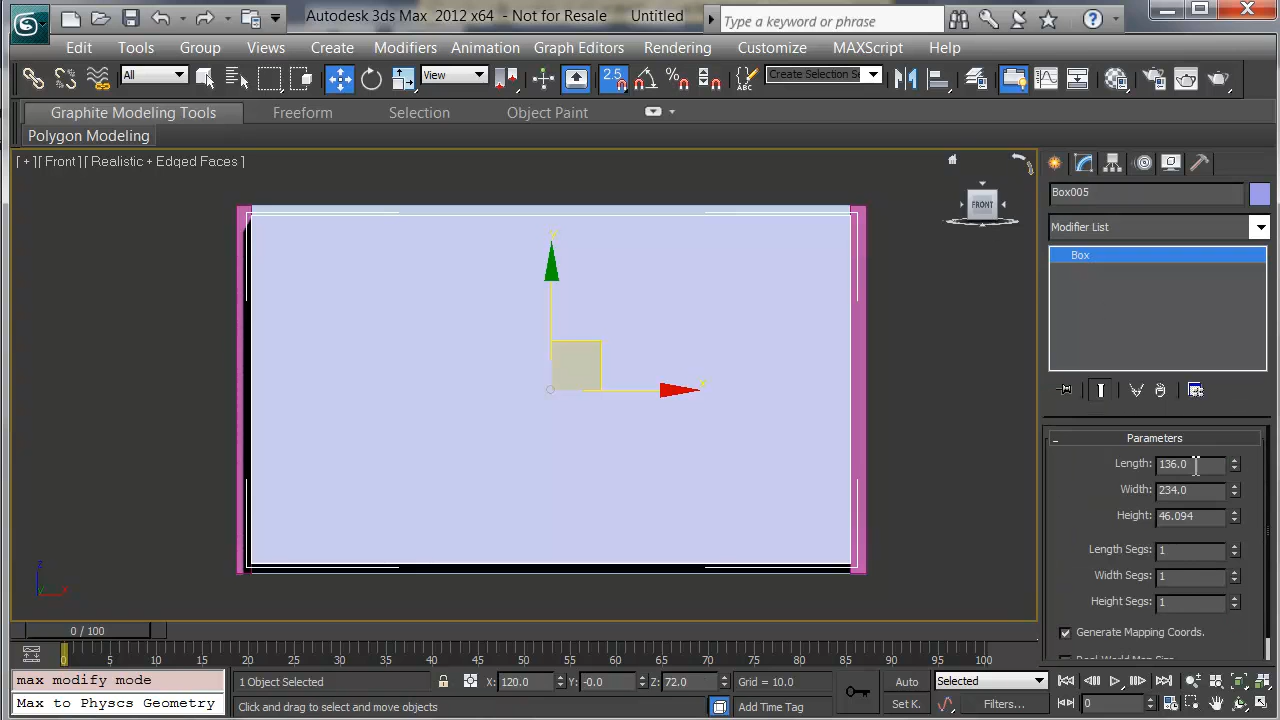 Autodesk 3ds Max 2012 x64 - Not for Resale Untitled
Type a keyword or phrase
Edit Tools Group Views Create Modifiers Animation Graph Editors Rendering Customize MAXScript Help
All View 2.5 ABC Create Selection Se
Graphite Modeling Tools Freeform Selection Object Paint
Polygon Modeling
[ + ][ Front ][ Realistic + Edged Faces ]
FRONT
Box005
Modifier List
Box
Parameters
Length: 136.0
Width: 234.0
Height: 46.094
Length Segs: 1
Width Segs: 1
Height Segs: 1
Generate Mapping Coords.
z
y x
0 / 100
0 5 10 15 20 25 30 35 40 45 50 55 60 65 70 75 80 85 90 95 100
max modify mode 1 Object Selected X: 120.0 Y: -0.0 Z: 72.0 Grid = 10.0 Auto Selected
Max to Physcs Geometry Click and drag to select and move objects Add Time Tag Set K. Filters... 0